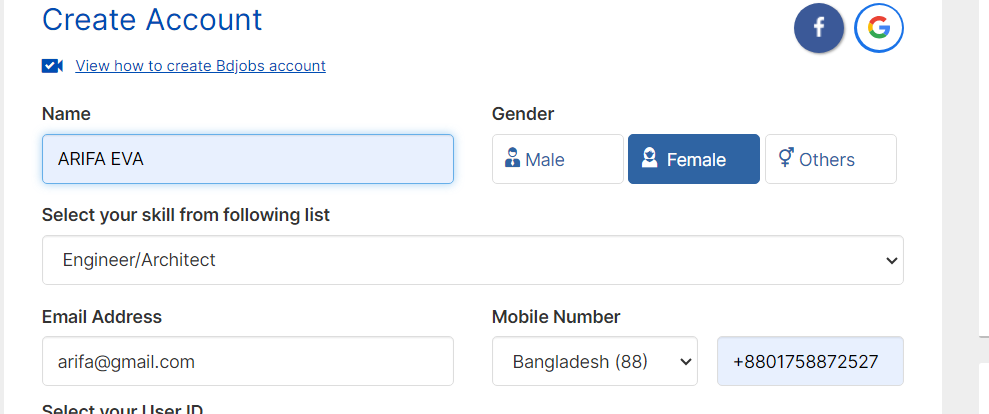 Create Account
View how to create Bdjobs account
Name
Gender
ARIFA EVA
Male
Female
Others
Select your skill from following list
Engineer/Architect
Email Address
Mobile Number
arifa@gmail.com
Bangladesh (88)
+8801758872527
Select your User ID